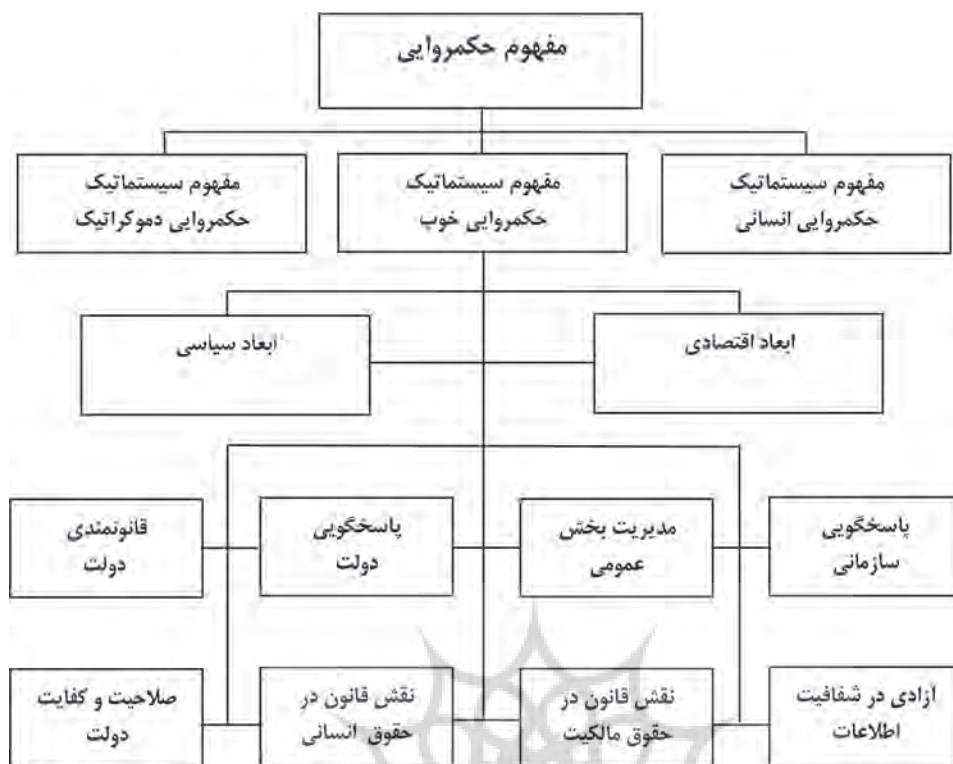 مفهوم حکمروایی
مفهوم سیستماتیک
حکمروایی انسانی
مفهوم سیستماتیک
حکمروایی خوب
مفهوم سیستماتیک
حکمروایی دموکراتیک
ابعاد اقتصادی
ابعاد سیاسی
پاسخگویی
سازمانی
مدیریت بخش
عمومی
پاسخگویی
دولت
قانونمندی
دولت
آزادی در شفافیت
اطلاعات
نقش قانون در
حقوق مالکیت
نقش قانون در
حقوق انسانی
صلاحیت و کفایت
دولت